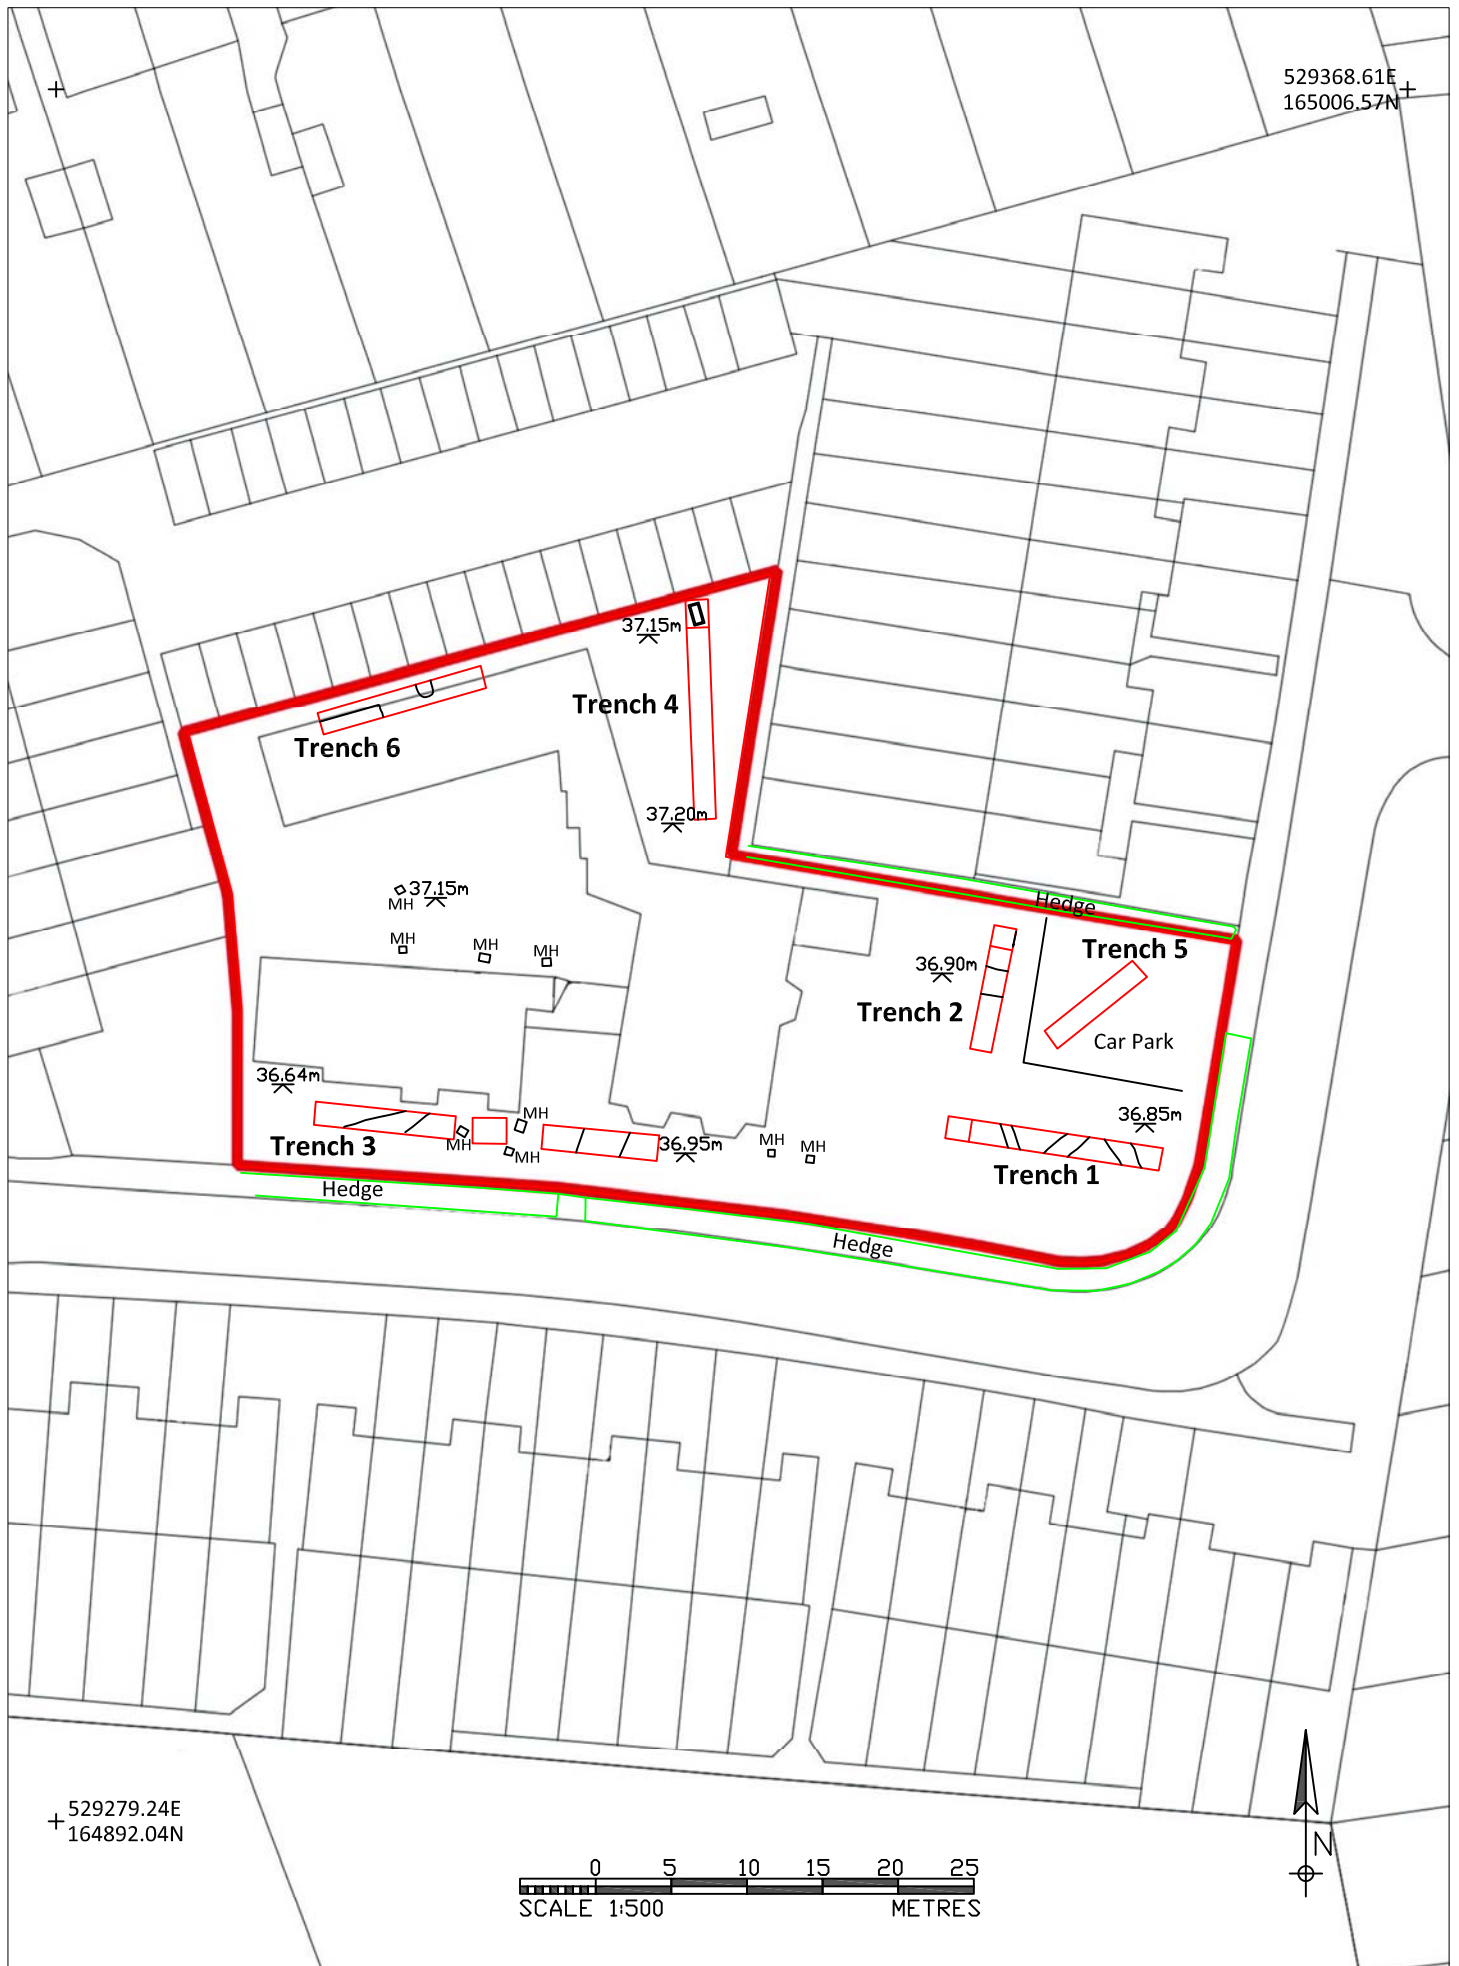 529368.61E
165006.57N
37.15m
Trench 4
Trench 6
37.20m
37.15m
MH
Hedge
MH
MH
MH
Trench 5
36.90m
Trench 2
Car Park
36.64m
MH
36.85m
Trench 3
MH
MH
36.95m
MH
MH
Trench 1
Hedge
Hedge
529279.24E
164892.04N
N
0 5 10 15 20 25
SCALE 1:500 METRES